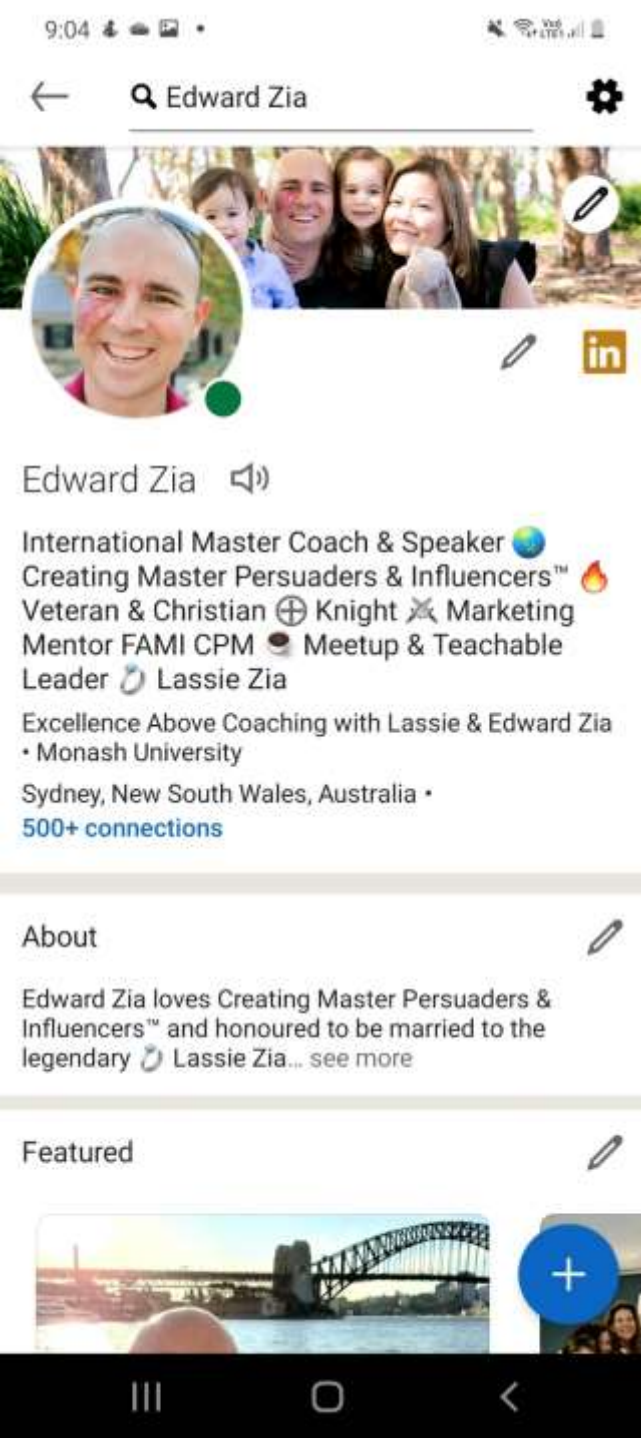 9:04
Edward Zia
in
Edward Zia
International Master Coach & Speaker 🌏
Creating Master Persuaders & Influencers™ 🔥
Veteran & Christian ⨁ Knight ⚔ Marketing
Mentor FAMI CPM ☕ Meetup & Teachable
Leader 💍 Lassie Zia
Excellence Above Coaching with Lassie & Edward Zia
• Monash University
Sydney, New South Wales, Australia •
500+ connections
About
Edward Zia loves Creating Master Persuaders &
Influencers™ and honoured to be married to the
legendary 💍 Lassie Zia... see more
Featured